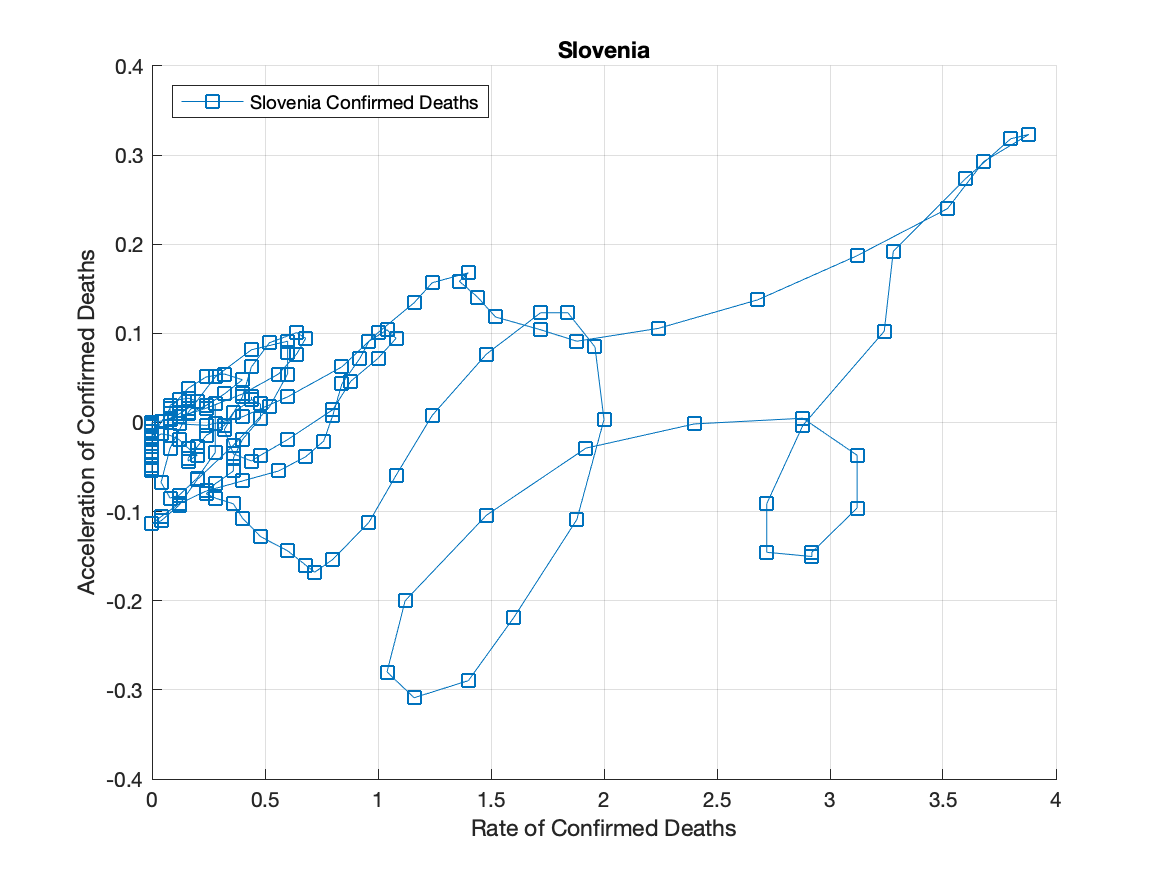 Slovenia
0.4
Slovenia Confirmed Deaths
0.3
0.2
0.1
0
-0.1
-0.2
-0.3
-0.4
Acceleration of Confirmed Deaths
0 0.5 1 1.5 2 2.5 3 3.5 4
Rate of Confirmed Deaths